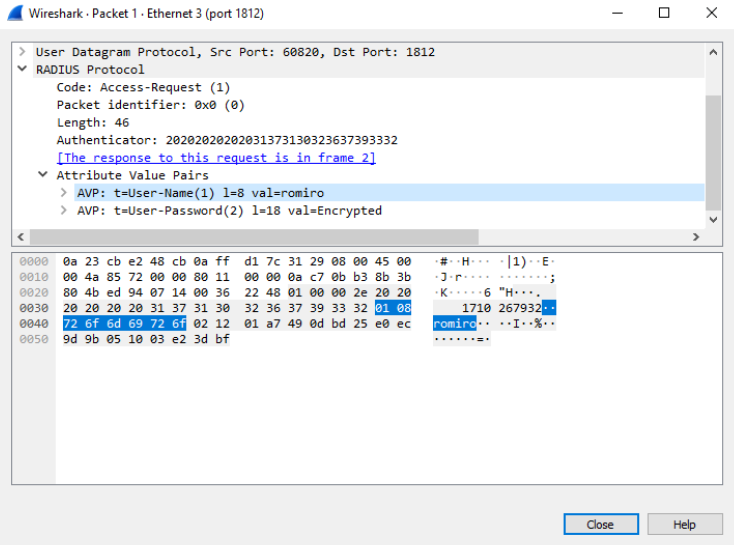 Wireshark · Packet 1 · Ethernet 3 (port 1812)
User Datagram Protocol, Src Port: 60820, Dst Port: 1812
RADIUS Protocol
Code: Access-Request (1)
Packet identifier: 0x0 (0)
Length: 46
Authenticator: 20202020202031373130323637393332
[The response to this request is in frame 2]
Attribute Value Pairs
AVP: t=User-Name(1) l=8 val=romiro
AVP: t=User-Password(2) l=18 val=Encrypted
0000 0a 23 cb e2 48 cb 0a ff d1 7c 31 29 08 00 45 00 ·#··H··· ·|1)··E·
0010 00 4a 85 72 00 00 80 11 00 00 0a c7 0b b3 8b 3b ·J·r···· ·······;
0020 80 4b ed 94 07 14 00 36 22 48 01 00 00 2e 20 20 ·K·····6 "H···.
0030 20 20 20 20 31 37 31 30 32 36 37 39 33 32 01 08 1710 267932··
0040 72 6f 6d 69 72 6f 02 12 01 a7 49 0d bd 25 e0 ec romiro·· ··I··%··
0050 9d 9b 05 10 03 e2 3d bf ······=·
Close Help